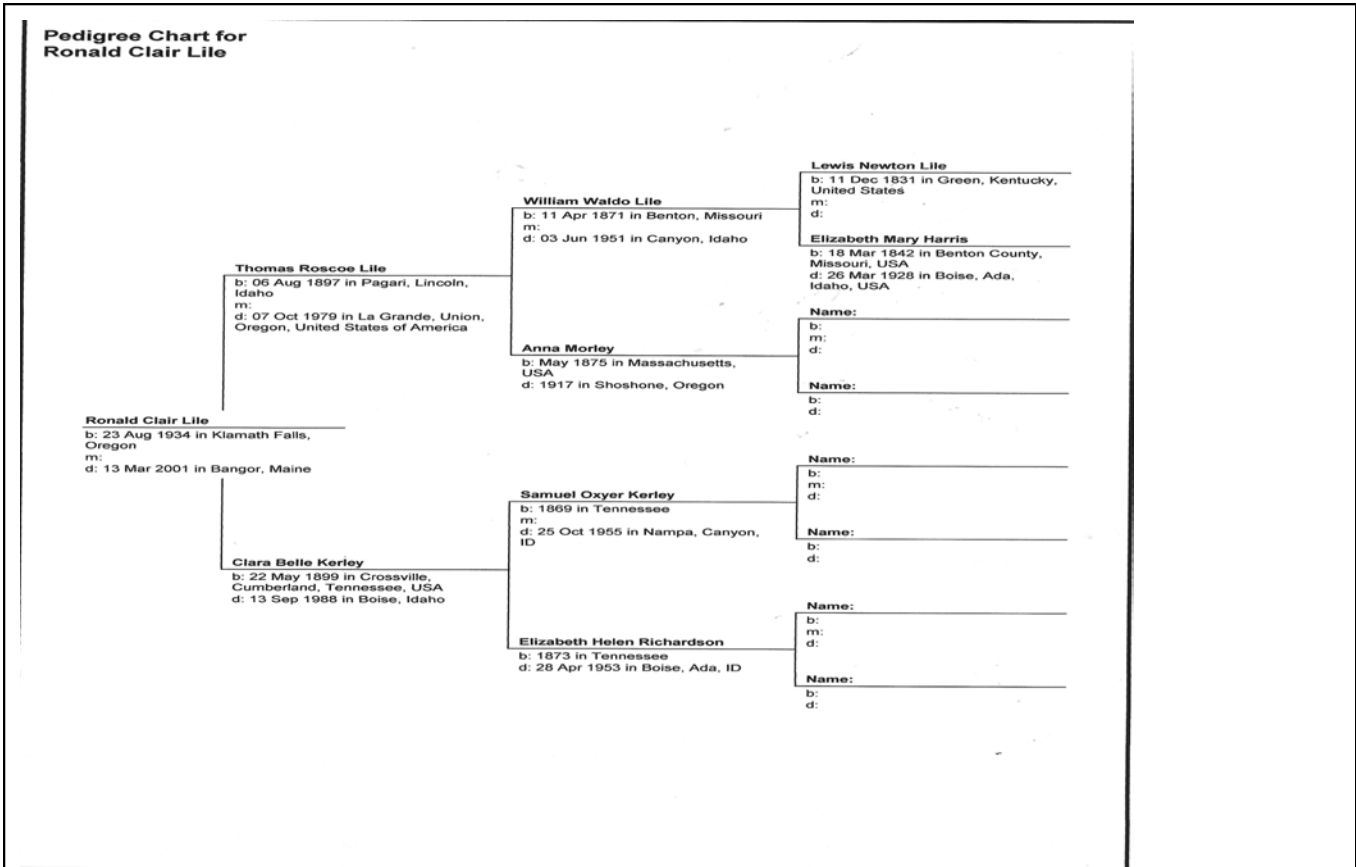 Pedigree Chart for
Ronald Clair Lile
Lewis Newton Lile
b: 11 Dec 1831 in Green, Kentucky,
United States
m:
d:
William Waldo Lile
b: 11 Apr 1871 in Benton, Missouri
m:
d: 03 Jun 1951 in Canyon, Idaho
Elizabeth Mary Harris
b: 18 Mar 1842 in Benton County,
Missouri, USA
d: 26 Mar 1928 in Boise, Ada,
Idaho, USA
Thomas Roscoe Lile
b: 06 Aug 1897 in Pagari, Lincoln,
Idaho
m:
d: 07 Oct 1979 in La Grande, Union,
Oregon, United States of America
Name:
b:
m:
d:
Anna Morley
b: May 1875 in Massachusetts,
USA
d: 1917 in Shoshone, Oregon
Name:
b:
d:
Ronald Clair Lile
b: 23 Aug 1934 in Klamath Falls,
Oregon
m:
d: 13 Mar 2001 in Bangor, Maine
Name:
b:
m:
d:
Samuel Oxyer Kerley
b: 1869 in Tennessee
m:
d: 25 Oct 1955 in Nampa, Canyon,
ID
Name:
b:
d:
Clara Belle Kerley
b: 22 May 1899 in Crossville,
Cumberland, Tennessee, USA
d: 13 Sep 1988 in Boise, Idaho
Name:
b:
m:
d:
Elizabeth Helen Richardson
b: 1873 in Tennessee
d: 28 Apr 1953 in Boise, Ada, ID
Name:
b:
d: